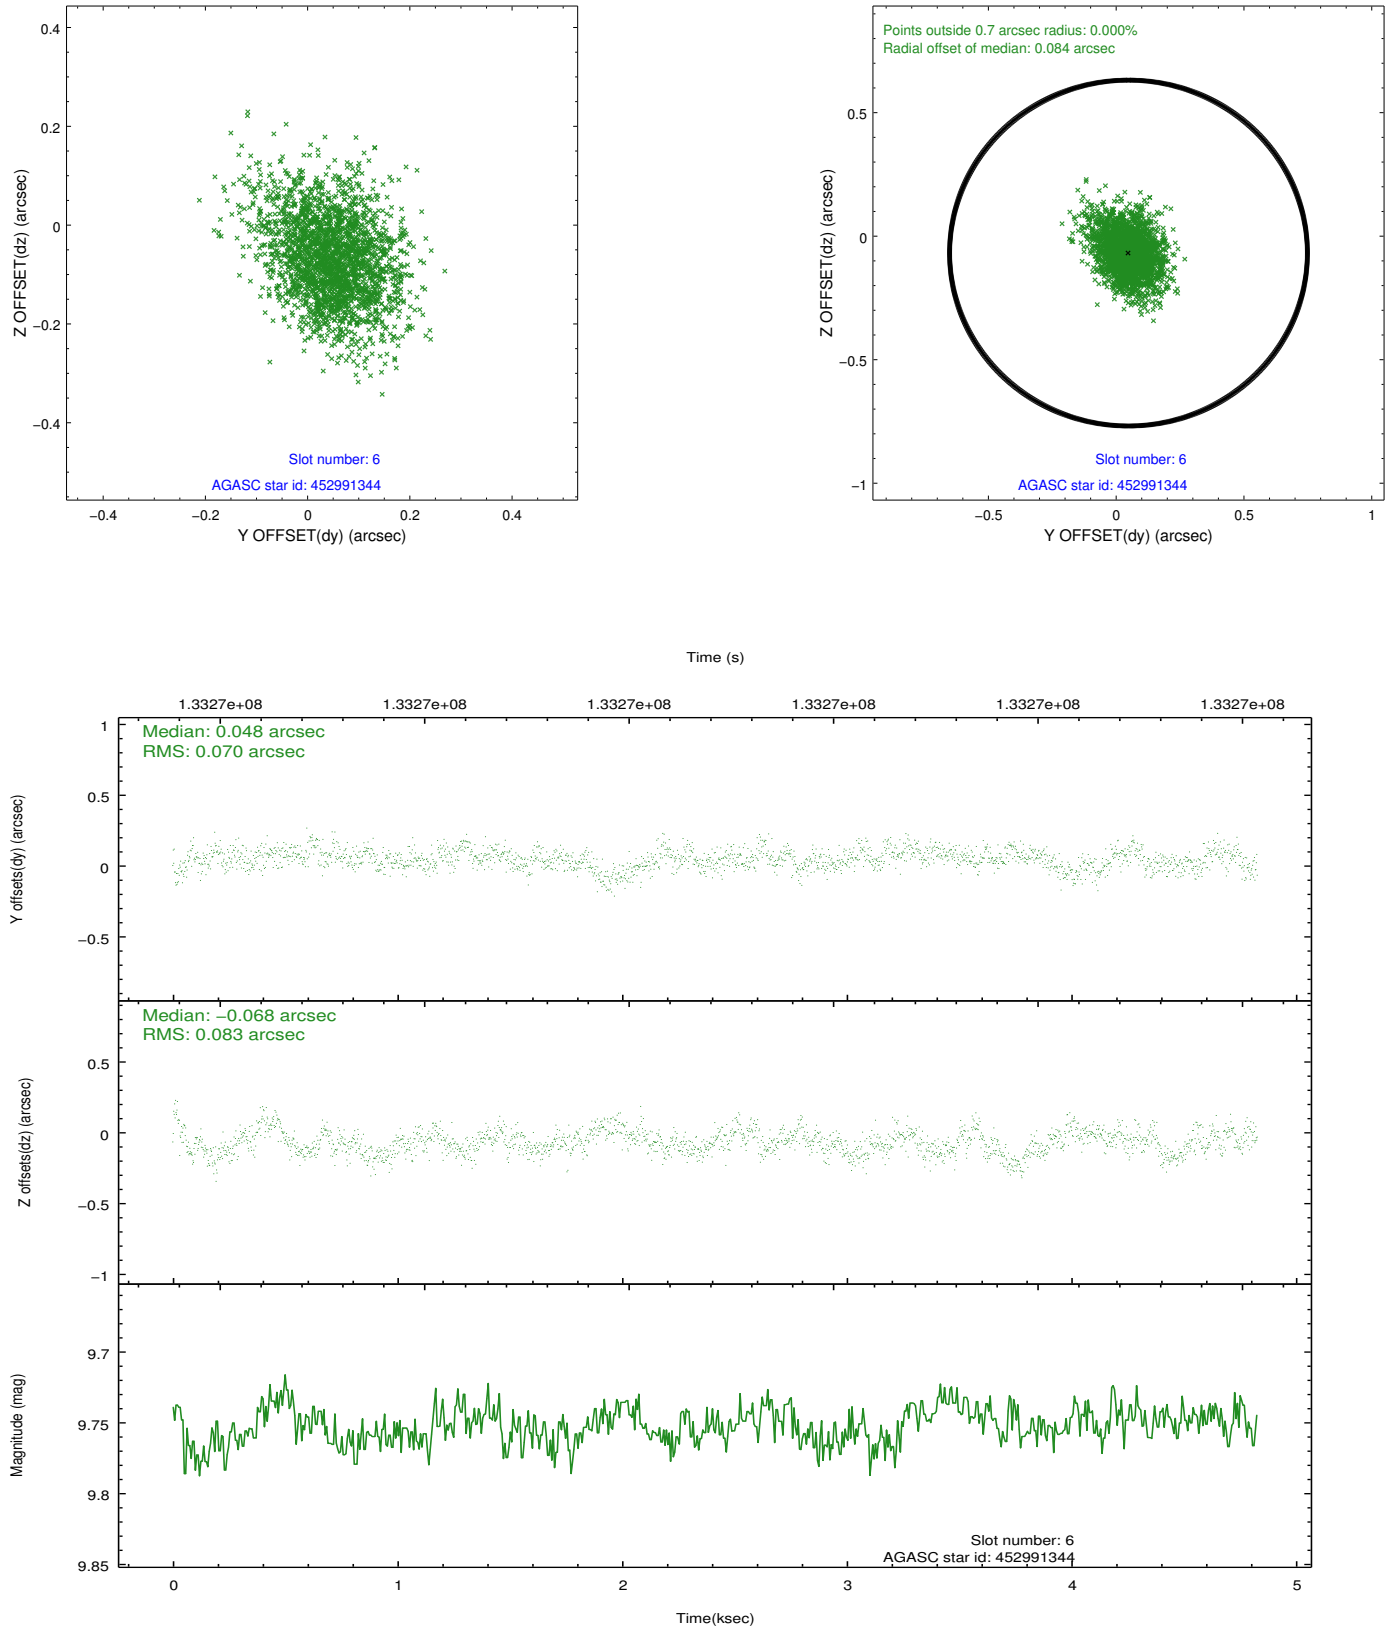 0.4
0.2
0
−0.2
−0.4
Z OFFSET(dz) (arcsec)
Slot number: 6
AGASC star id: 452991344
−0.4
−0.2
0
0.2
0.4
Y OFFSET(dy) (arcsec)
Points outside 0.7 arcsec radius: 0.000%
Radial offset of median: 0.084 arcsec
0.5
0
−0.5
−1
Z OFFSET(dz) (arcsec)
Slot number: 6
AGASC star id: 452991344
−0.5
0
0.5
1
Y OFFSET(dy) (arcsec)
Time (s)
1.3327e+08
1.3327e+08
1.3327e+08
1.3327e+08
1.3327e+08
1.3327e+08
Median: 0.048 arcsec
RMS: 0.070 arcsec
1
0.5
0
−0.5
Y offsets(dy) (arcsec)
Median: −0.068 arcsec
RMS: 0.083 arcsec
0.5
0
−0.5
−1
Z offsets(dz) (arcsec)
9.7
9.75
9.8
9.85
Magnitude (mag)
Slot number: 6
AGASC star id: 452991344
0
1
2
3
4
5
Time(ksec)